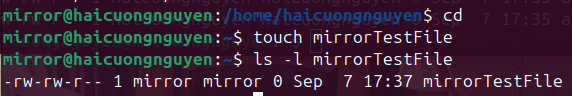 mirror@haicuongnguyen:/home/haicuongnguyen$ cd
mirror@haicuongnguyen:~$ touch mirrorTestFile
mirror@haicuongnguyen:~$ ls -l mirrorTestFile
-rw-rw-r-- 1 mirror mirror 0 Sep  7 17:37 mirrorTestFile